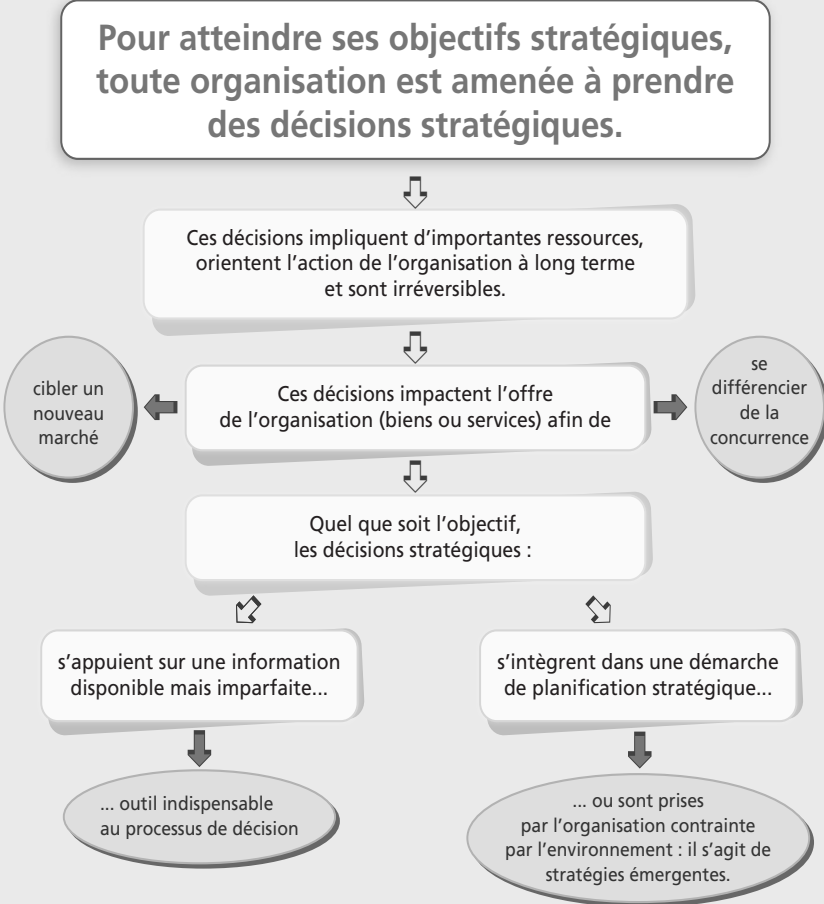 Pour atteindre ses objectifs stratégiques,
toute organisation est amenée à prendre
des décisions stratégiques.
Ces décisions impliquent d’importantes ressources,
orientent l’action de l’organisation à long terme
et sont irréversibles.
cibler un
nouveau
marché
Ces décisions impactent l’offre
de l’organisation (biens ou services) afin de
se
différencier
de la
concurrence
Quel que soit l’objectif,
les décisions stratégiques :
s’appuient sur une information
disponible mais imparfaite...
s’intègrent dans une démarche
de planification stratégique...
... outil indispensable
au processus de décision
... ou sont prises
par l’organisation contrainte
par l’environnement : il s’agit de
stratégies émergentes.